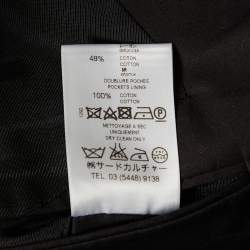 48% COTTON
COTTON
DOUBLURE POCHES
POCKETS LINING
100% COTTON
COTTON
NETTOYAGE A SEC
UNIQUEMENT
DRY CLEAN ONLY
㈱サードカルチャー
TEL 03 (5448) 9138